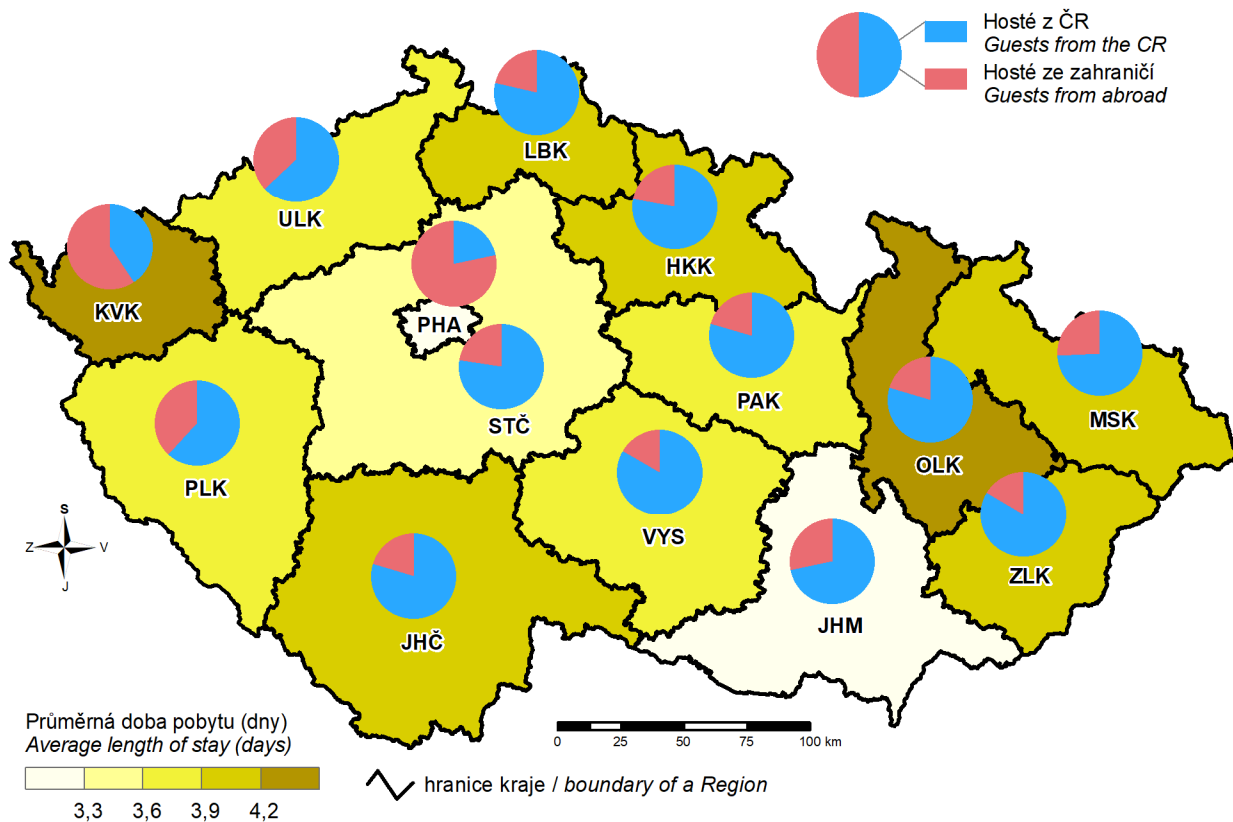 Hosté z ČR
Guests from the CR
Hosté ze zahraničí
Guests from abroad
LBK
ULK
HKK
KVK
PHA
PAK
STČ
MSK
OLK
PLK
VYS
ZLK
JHM
JHČ
S
Z V
J
Průměrná doba pobytu (dny)
Average length of stay (days)
3,3 3,6 3,9 4,2
0 25 50 75 100 km
hranice kraje / boundary of a Region